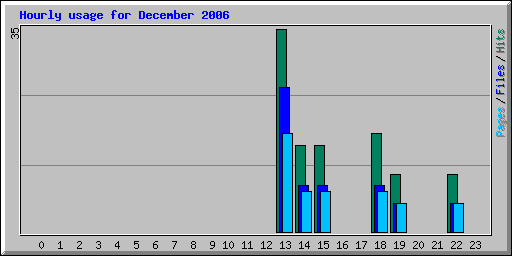 Hourly usage for December 2006
35
Pages/Files/Hits
0 1 2 3 4 5 6 7 8 9 10 11 12 13 14 15 16 17 18 19 20 21 22 23